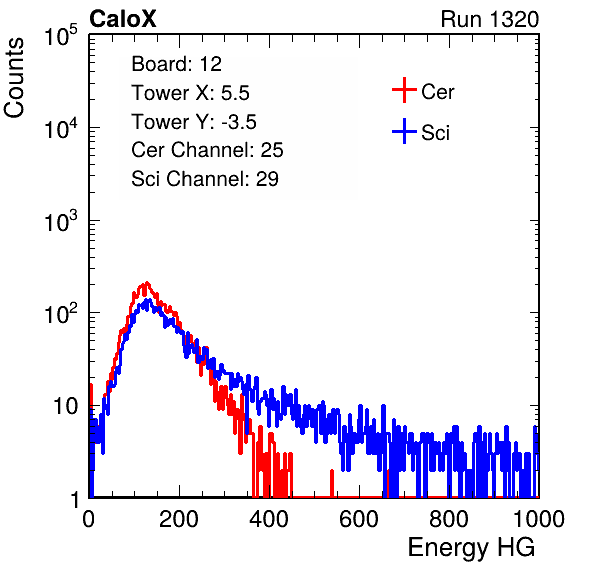 CaloX Run 1320
Counts
10^5
10^4
10^3
10^2
10
1
Board: 12
Tower X: 5.5
Tower Y: -3.5
Cer Channel: 25
Sci Channel: 29
Cer
Sci
0 200 400 600 800 1000
Energy HG